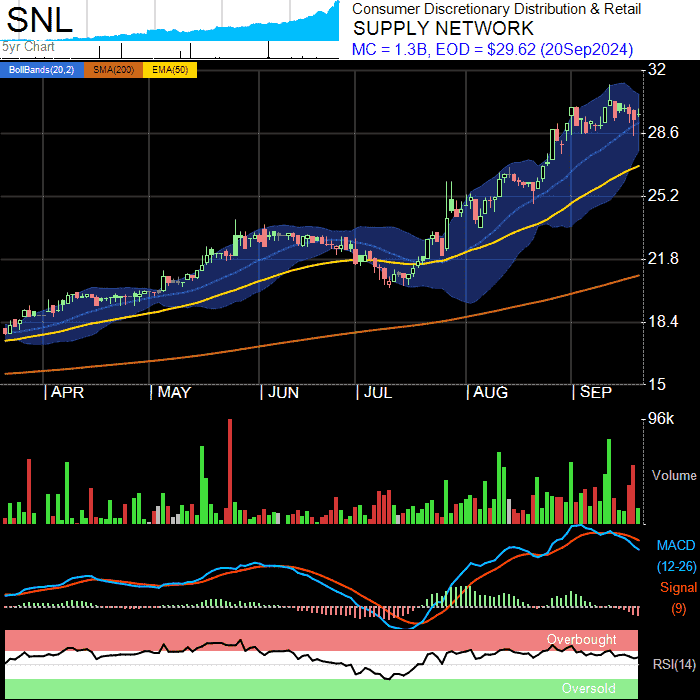 SNL
5yr Chart
Consumer Discretionary Distribution & Retail
SUPPLY NETWORK
MC = 1.3B, EOD = $29.62 (20Sep2024)
BollBands(20,2) SMA(200) EMA(50)
32
28.6
25.2
21.8
18.4
15
APR MAY JUN JUL AUG SEP
96k
Volume
MACD
(12-26)
Signal
(9)
Overbought
RSI(14)
Oversold